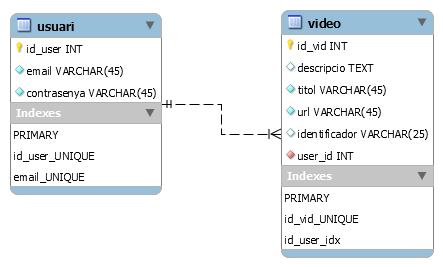 usuari
id_user INT
email VARCHAR(45)
contrasenya VARCHAR(45)
Indexes
PRIMARY
id_user_UNIQUE
email_UNIQUE
video
id_vid INT
descripcio TEXT
titol VARCHAR(45)
url VARCHAR(45)
identificador VARCHAR(25)
user_id INT
Indexes
PRIMARY
id_vid_UNIQUE
id_user_idx